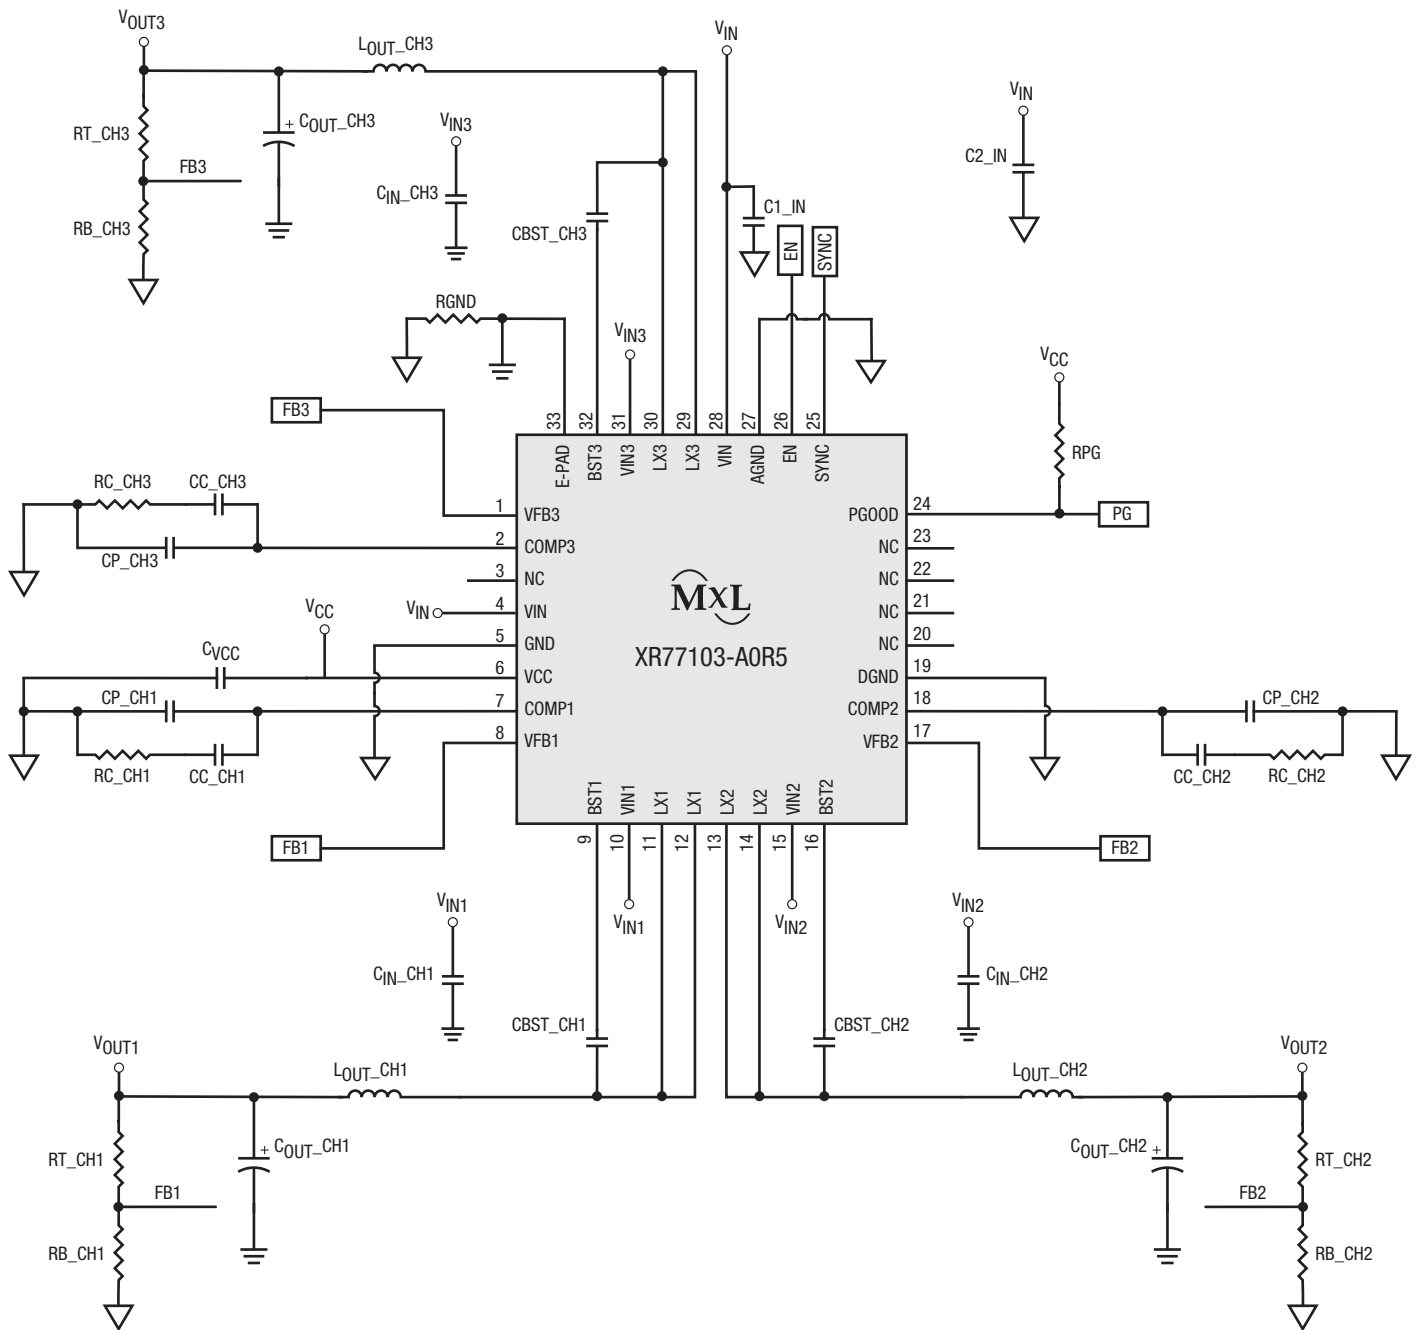 VOUT3
LOUT_CH3
VIN
RT_CH3
+ COUT_CH3
VIN3
VIN
FB3
CIN_CH3
C2_IN
RB_CH3
CBST_CH3
C1_IN
EN
SYNC
RGND
VIN3
VCC
RPG
FB3
33
32
31
30
29
28
27
26
25
E-PAD
BST3
VIN3
LX3
LX3
VIN
AGND
EN
SYNC
RC_CH3
CC_CH3
CP_CH3
1 VFB3
2 COMP3
3 NC
VIN
4 VIN
5 GND
6 VCC
7 COMP1
8 VFB1
MxL
XR77103-A0R5
PGOOD 24
PG
NC 23
NC 22
NC 21
NC 20
DGND 19
COMP2 18
VFB2 17
VCC
CVCC
CP_CH1
RC_CH1
CC_CH1
CP_CH2
CC_CH2
RC_CH2
BST1
VIN1
LX1
LX1
LX2
LX2
VIN2
BST2
9
10
11
12
13
14
15
16
FB1
FB2
VIN1
VIN1
VIN2
VIN2
CIN_CH1
CIN_CH2
CBST_CH1
CBST_CH2
VOUT1
LOUT_CH1
LOUT_CH2
VOUT2
RT_CH1
+ COUT_CH1
COUT_CH2 +
RT_CH2
FB1
FB2
RB_CH1
RB_CH2